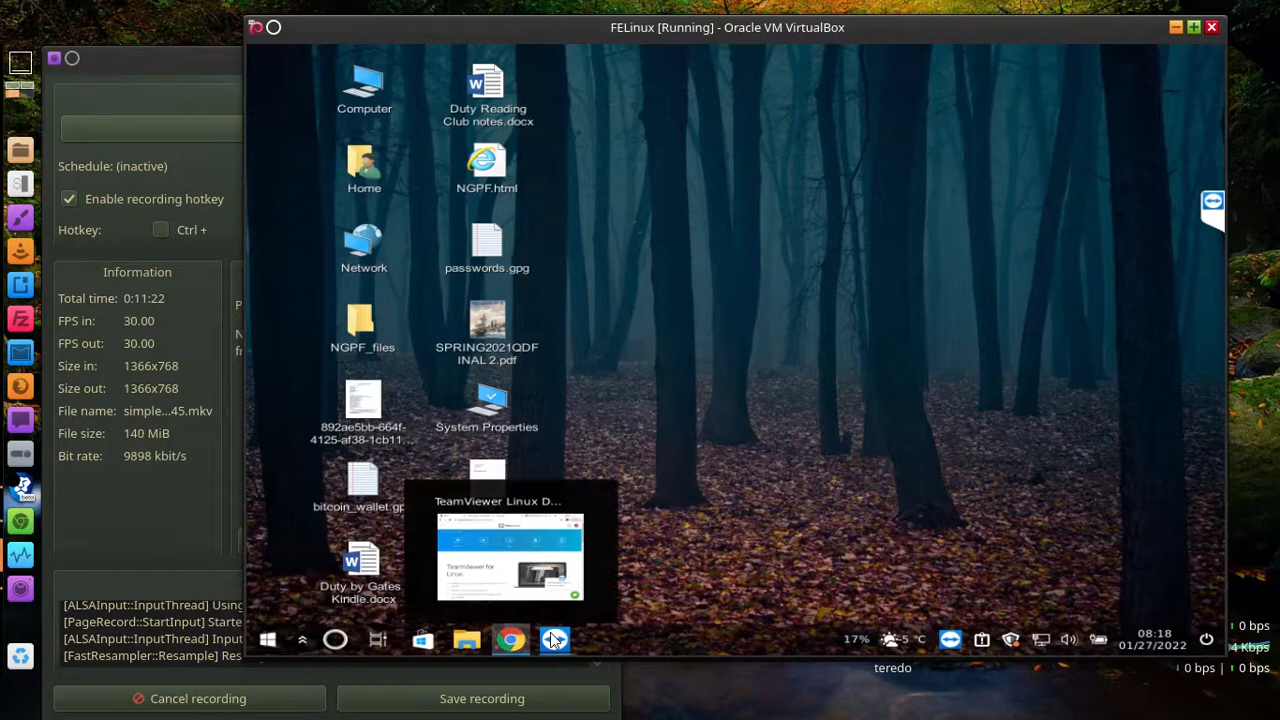 FELinux [Running] - Oracle VM VirtualBox
Schedule: (inactive)
Enable recording hotkey
Hotkey:
Ctrl +
Information
Total time: 0:11:22
FPS in: 30.00
FPS out: 30.00
Size in: 1366x768
Size out: 1366x768
File name: simple...45.mkv
File size: 140 MiB
Bit rate: 9898 kbit/s
[ALSAInput::InputThread] Using
[PageRecord::StartInput] Starte
[ALSAInput::InputThread] Input
[FastResampler::Resample] Res
Cancel recording
Save recording
Computer
Home
Network
NGPF_files
892ae5bb-664f-
4125-af38-1cb11...
bitcoin_wallet.gp
Duty by Gates
Kindle.docx
Duty Reading
Club notes.docx
NGPF.html
passwords.gpg
SPRING2021QDF
INAL 2.pdf
System Properties
TeamViewer Linux D...
TeamViewer for
Linux
17%
-5 °C
08:18
01/27/2022
beta
teredo
0 bps
4 Kbps
0 bps | 0 bps